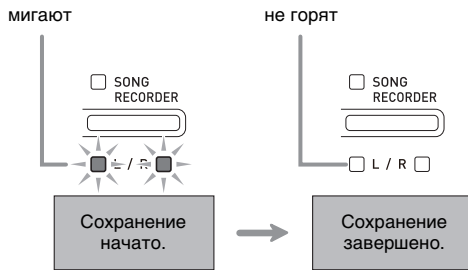 мигают
не горят
SONG
RECORDER
SONG
RECORDER
L / R
L / R
Сохранение
начато.
Сохранение
завершено.